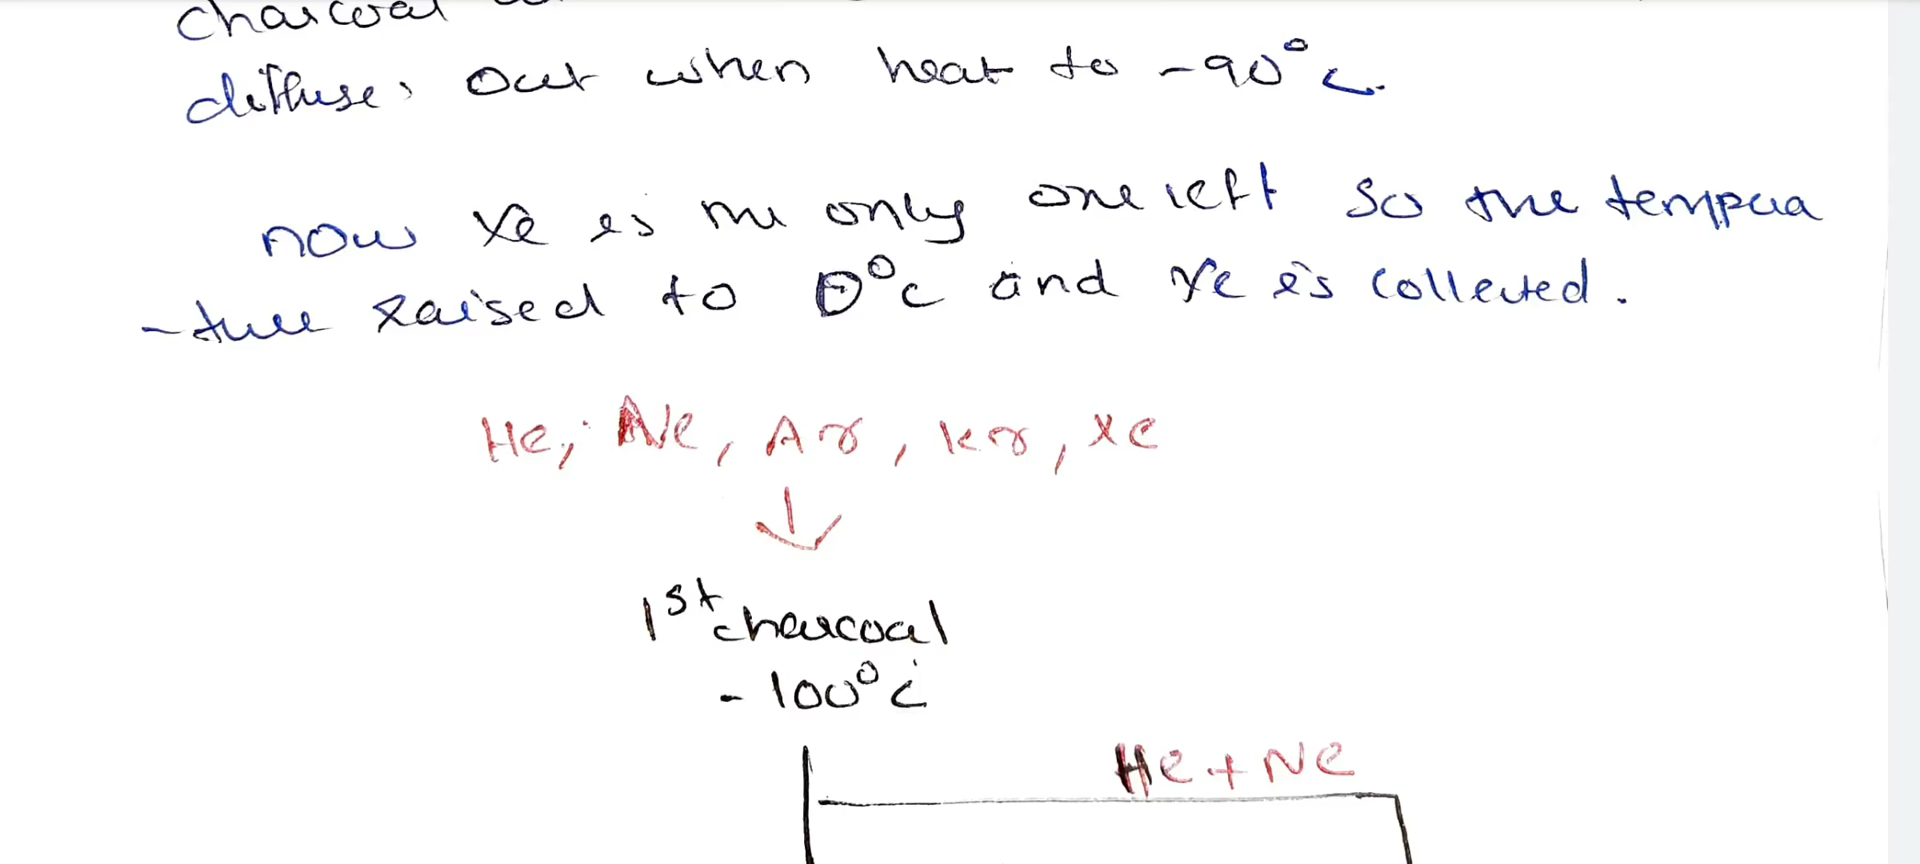 charcoal
diffuses out when heat to -90°C.
now Xe is the only one left so the tempera
-ture raised to 0°C and Xe is collected.
He, Ne, Ar, Kr, Xe
↓
1st charcoal
- 100°C
He + Ne